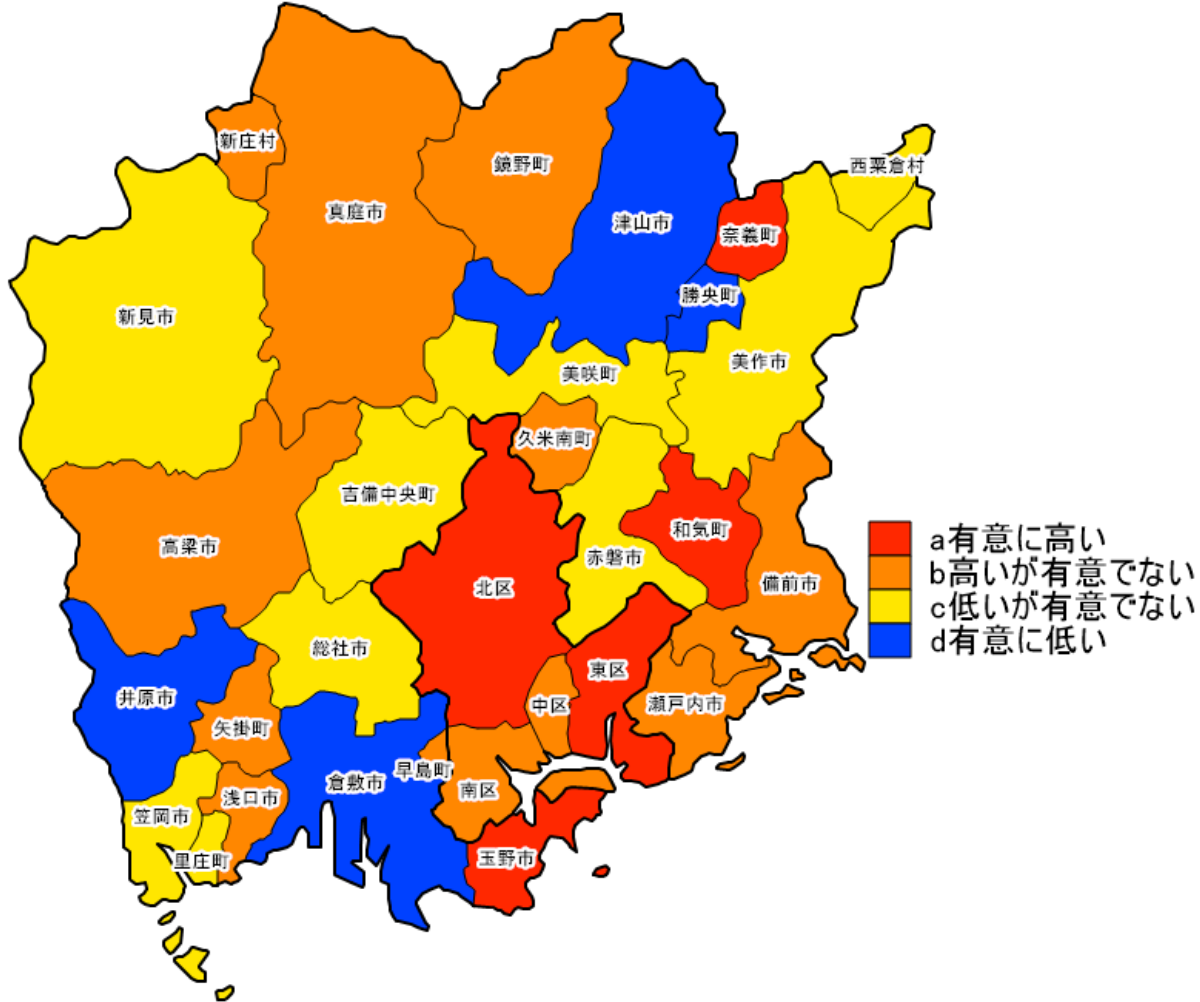 新庄村
鏡野町
西粟倉村
真庭市
津山市
奈義町
勝央町
新見市
美作市
美咲町
久米南町
吉備中央町
和気町
高梁市
赤磐市
備前市
北区
総社市
東区
井原市
中区
瀬戸内市
矢掛町
早島町
倉敷市
南区
浅口市
笠岡市
里庄町
玉野市
a有意に高い
b高いが有意でない
c低いが有意でない
d有意に低い